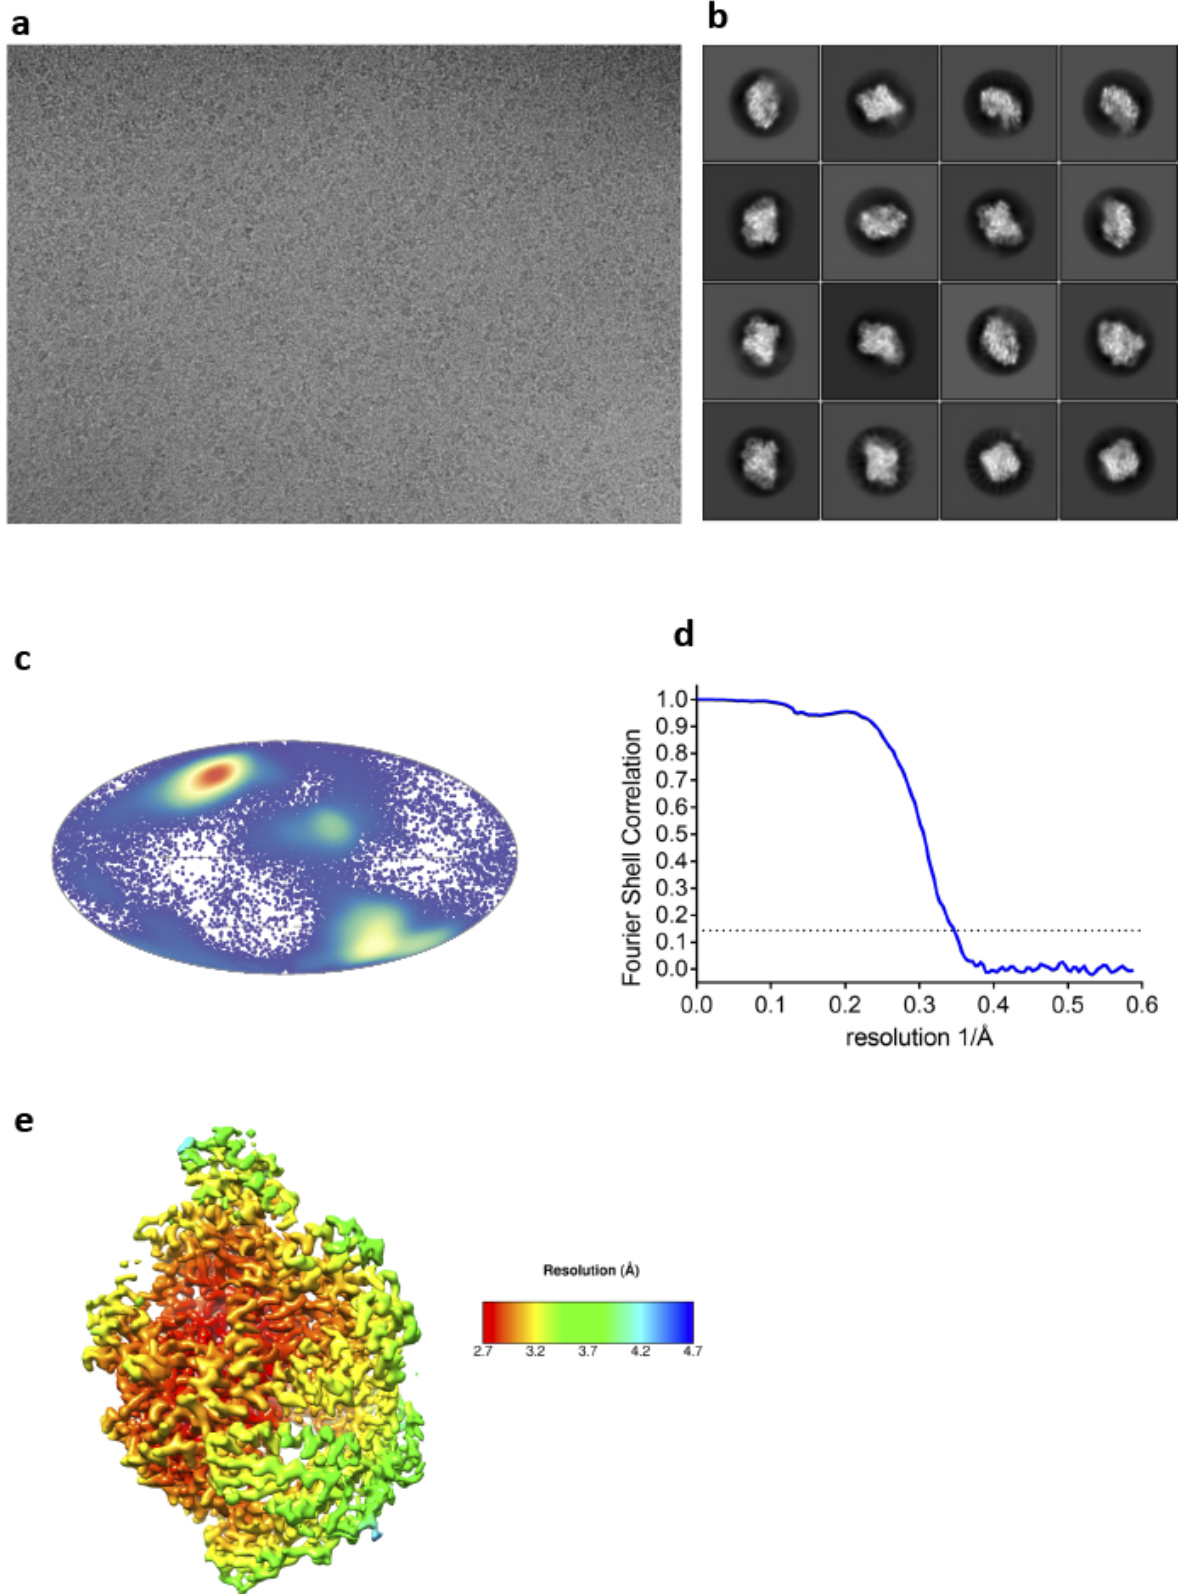 a
b
c
d
Fourier Shell Correlation
1.0
0.9
0.8
0.7
0.6
0.5
0.4
0.3
0.2
0.1
0.0
0.0 0.1 0.2 0.3 0.4 0.5 0.6
resolution 1/Å
e
Resolution (Å)
2.7 3.2 3.7 4.2 4.7